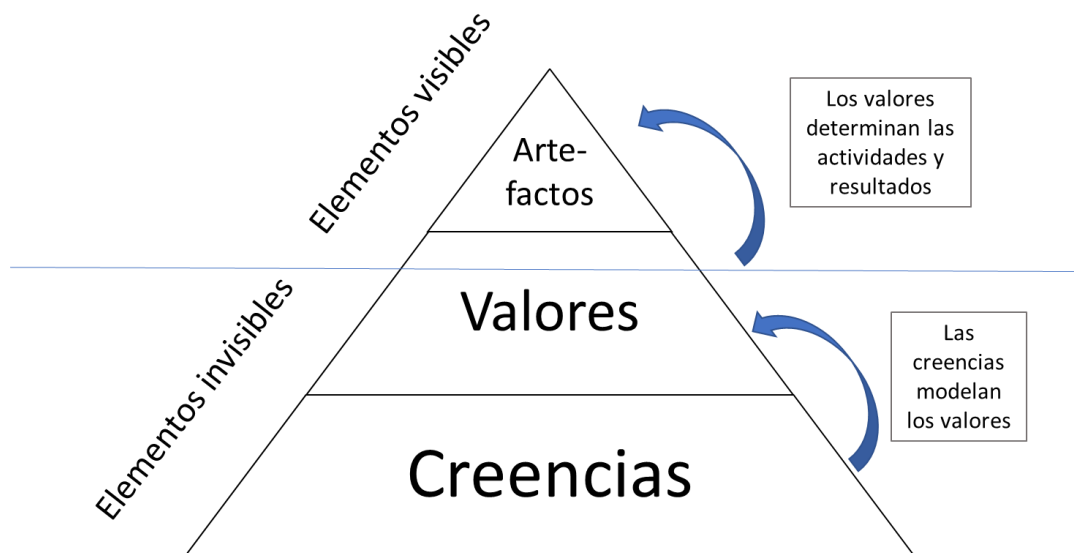 Elementos visibles
Arte-
factos
Los valores
determinan las
actividades y
resultados
Elementos invisibles
Valores
Las
creencias
modelan
los valores
Creencias